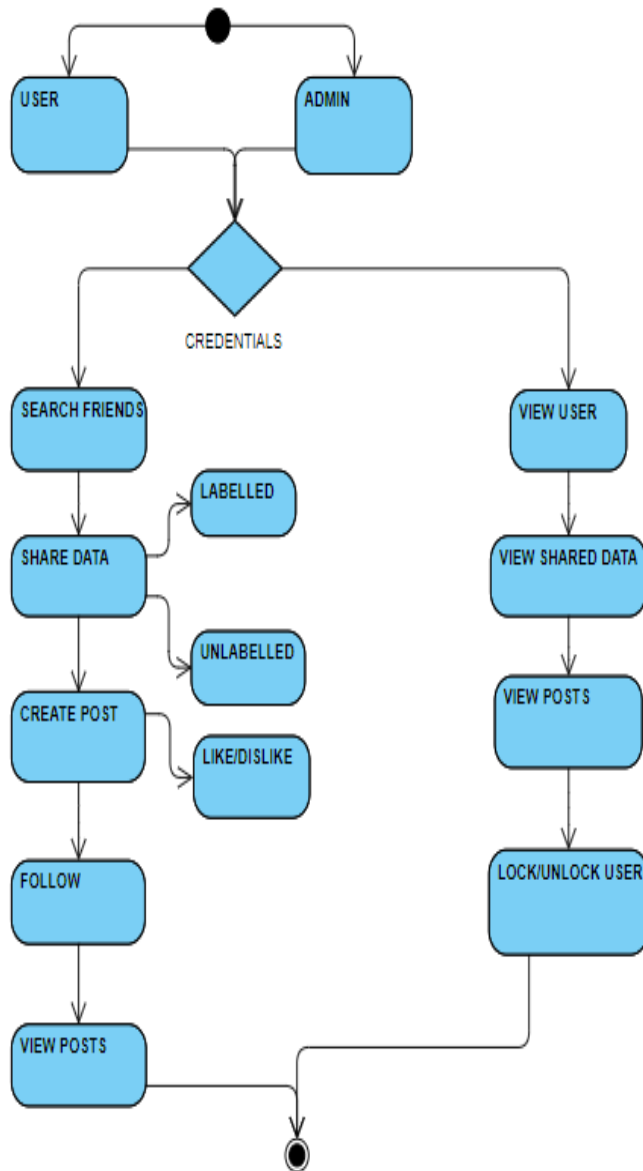 USER
ADMIN
CREDENTIALS
SEARCH FRIENDS
VIEW USER
LABELLED
SHARE DATA
VIEW SHARED DATA
UNLABELLED
CREATE POST
VIEW POSTS
LIKE/DISLIKE
FOLLOW
LOCK/UNLOCK USER
VIEW POSTS